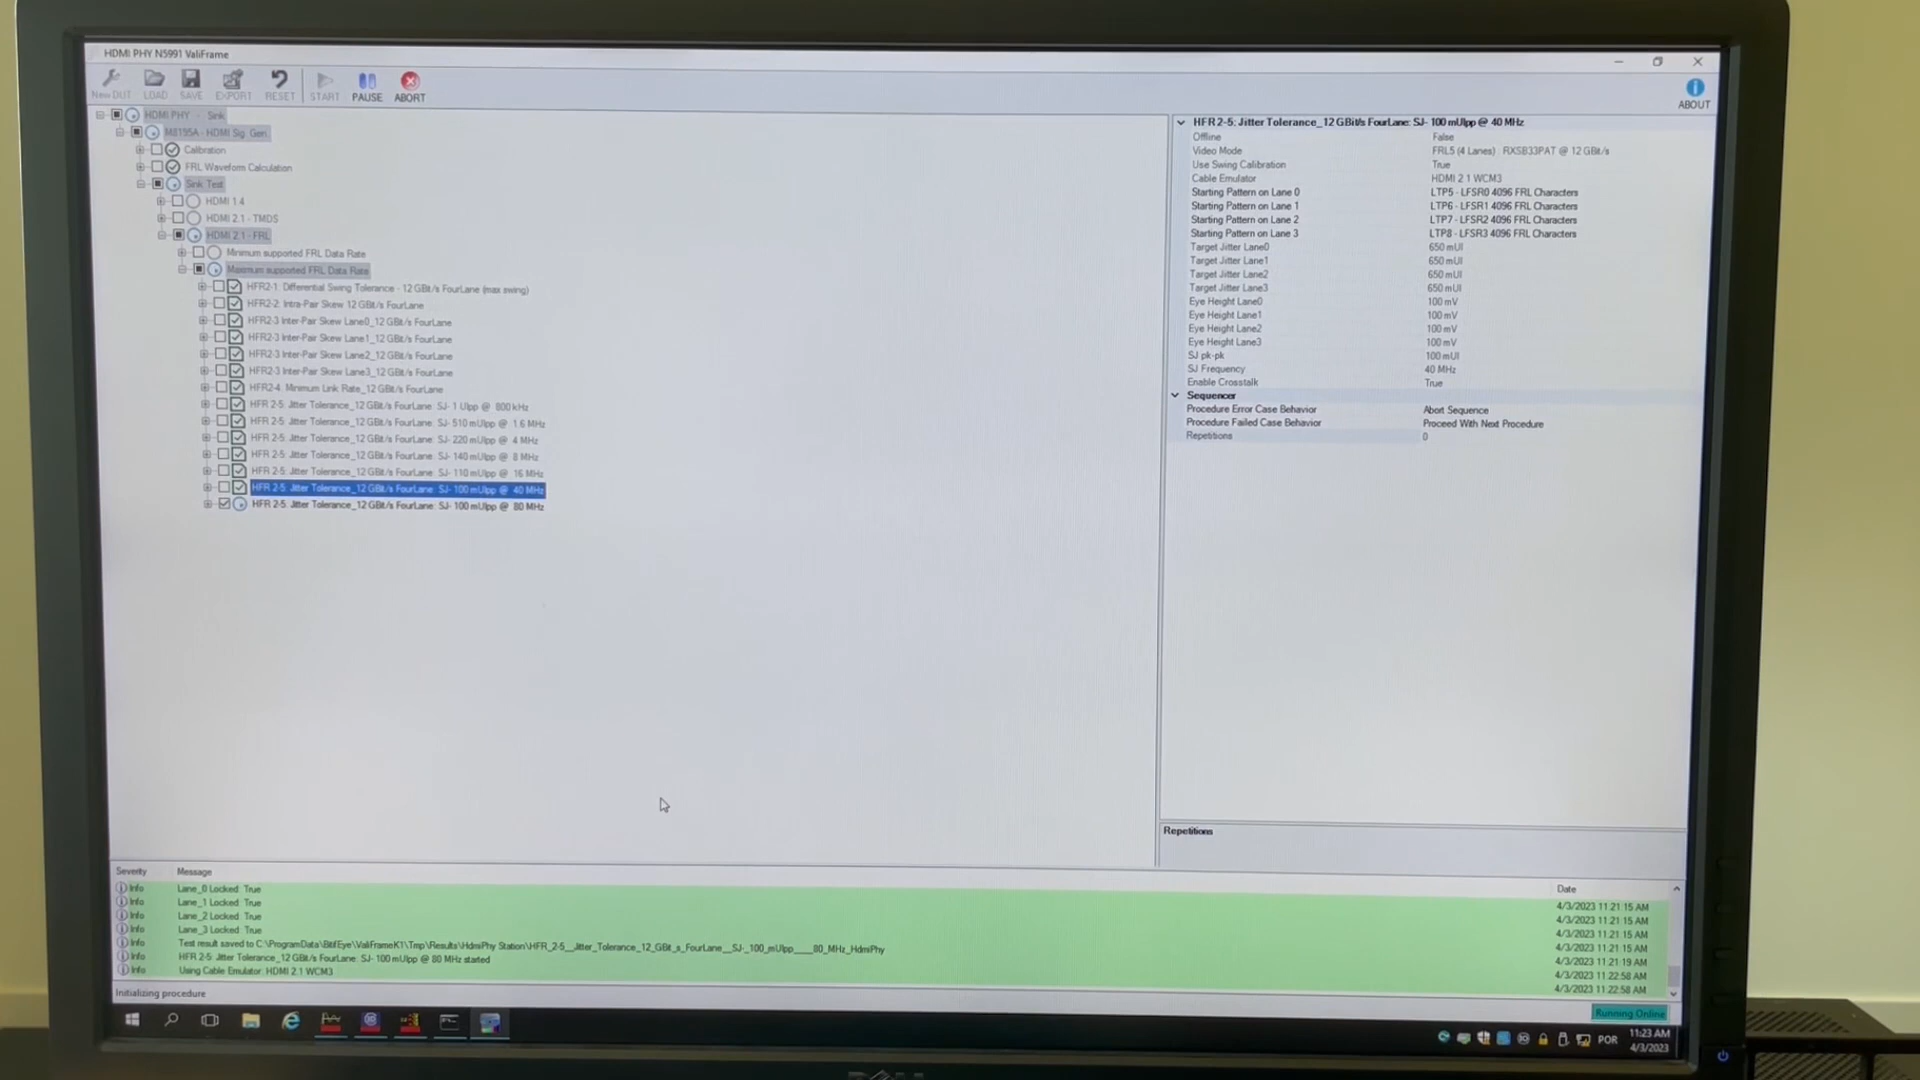 HDMI PHY N5991 ValiFrame
New DUT LOAD SAVE EXPORT RESET START PAUSE ABORT
ABOUT
HDMI PHY - Sink
M8195A - HDMI Sig. Gen.
Calibration
FRL Waveform Calculation
Sink Test
HDMI 1.4
HDMI 2.1 - TMDS
HDMI 2.1 - FRL
Minimum supported FRL Data Rate
Maximum supported FRL Data Rate
HFR2-1: Differential Swing Tolerance - 12 GBit/s FourLane (max swing)
HFR2-2: Intra-Pair Skew 12 GBit/s FourLane
HFR2-3 Inter-Pair Skew Lane0_12 GBit/s FourLane
HFR2-3 Inter-Pair Skew Lane1_12 GBit/s FourLane
HFR2-3 Inter-Pair Skew Lane2_12 GBit/s FourLane
HFR2-3 Inter-Pair Skew Lane3_12 GBit/s FourLane
HFR2-4: Minimum Link Rate_12 GBit/s FourLane
HFR 2-5: Jitter Tolerance_12 GBit/s FourLane: SJ- 1 UIpp @ 800 kHz
HFR 2-5: Jitter Tolerance_12 GBit/s FourLane: SJ- 510 mUIpp @ 1.6 MHz
HFR 2-5: Jitter Tolerance_12 GBit/s FourLane: SJ- 220 mUIpp @ 4 MHz
HFR 2-5: Jitter Tolerance_12 GBit/s FourLane: SJ- 140 mUIpp @ 8 MHz
HFR 2-5: Jitter Tolerance_12 GBit/s FourLane: SJ- 110 mUIpp @ 16 MHz
HFR 2-5: Jitter Tolerance_12 GBit/s FourLane: SJ- 100 mUIpp @ 40 MHz
HFR 2-5: Jitter Tolerance_12 GBit/s FourLane: SJ- 100 mUIpp @ 80 MHz
HFR 2-5: Jitter Tolerance_12 GBit/s FourLane: SJ- 100 mUIpp @ 40 MHz
Offline False
Video Mode FRL5 (4 Lanes) : RXSB33PAT @ 12 GBit/s
Use Swing Calibration True
Cable Emulator HDMI 2.1 WCM3
Starting Pattern on Lane 0 LTP5 - LFSR0 4096 FRL Characters
Starting Pattern on Lane 1 LTP6 - LFSR1 4096 FRL Characters
Starting Pattern on Lane 2 LTP7 - LFSR2 4096 FRL Characters
Starting Pattern on Lane 3 LTP8 - LFSR3 4096 FRL Characters
Target Jitter Lane0 650 mUI
Target Jitter Lane1 650 mUI
Target Jitter Lane2 650 mUI
Target Jitter Lane3 650 mUI
Eye Height Lane0 100 mV
Eye Height Lane1 100 mV
Eye Height Lane2 100 mV
Eye Height Lane3 100 mV
SJ pk-pk 100 mUI
SJ Frequency 40 MHz
Enable Crosstalk True
Sequencer
Procedure Error Case Behavior Abort Sequence
Procedure Failed Case Behavior Proceed With Next Procedure
Repetitions 0
Repetitions
Severity Message Date
Info Lane_0 Locked: True 4/3/2023 11:21:15 AM
Info Lane_1 Locked: True 4/3/2023 11:21:15 AM
Info Lane_2 Locked: True 4/3/2023 11:21:15 AM
Info Lane_3 Locked: True 4/3/2023 11:21:15 AM
Info Test result saved to C:\ProgramData\BitifEye\ValiFrameK1\Tmp\Results\HdmiPhy Station\HFR_2-5__Jitter_Tolerance_12_GBit_s_FourLane__SJ-_100_mUIpp____80_MHz_HdmiPhy 4/3/2023 11:21:19 AM
Info HFR 2-5: Jitter Tolerance_12 GBit/s FourLane: SJ- 100 mUIpp @ 80 MHz started 4/3/2023 11:22:58 AM
Info Using Cable Emulator: HDMI 2.1 WCM3 4/3/2023 11:22:58 AM
Initializing procedure
Running Online
POR 11:23 AM
4/3/2023